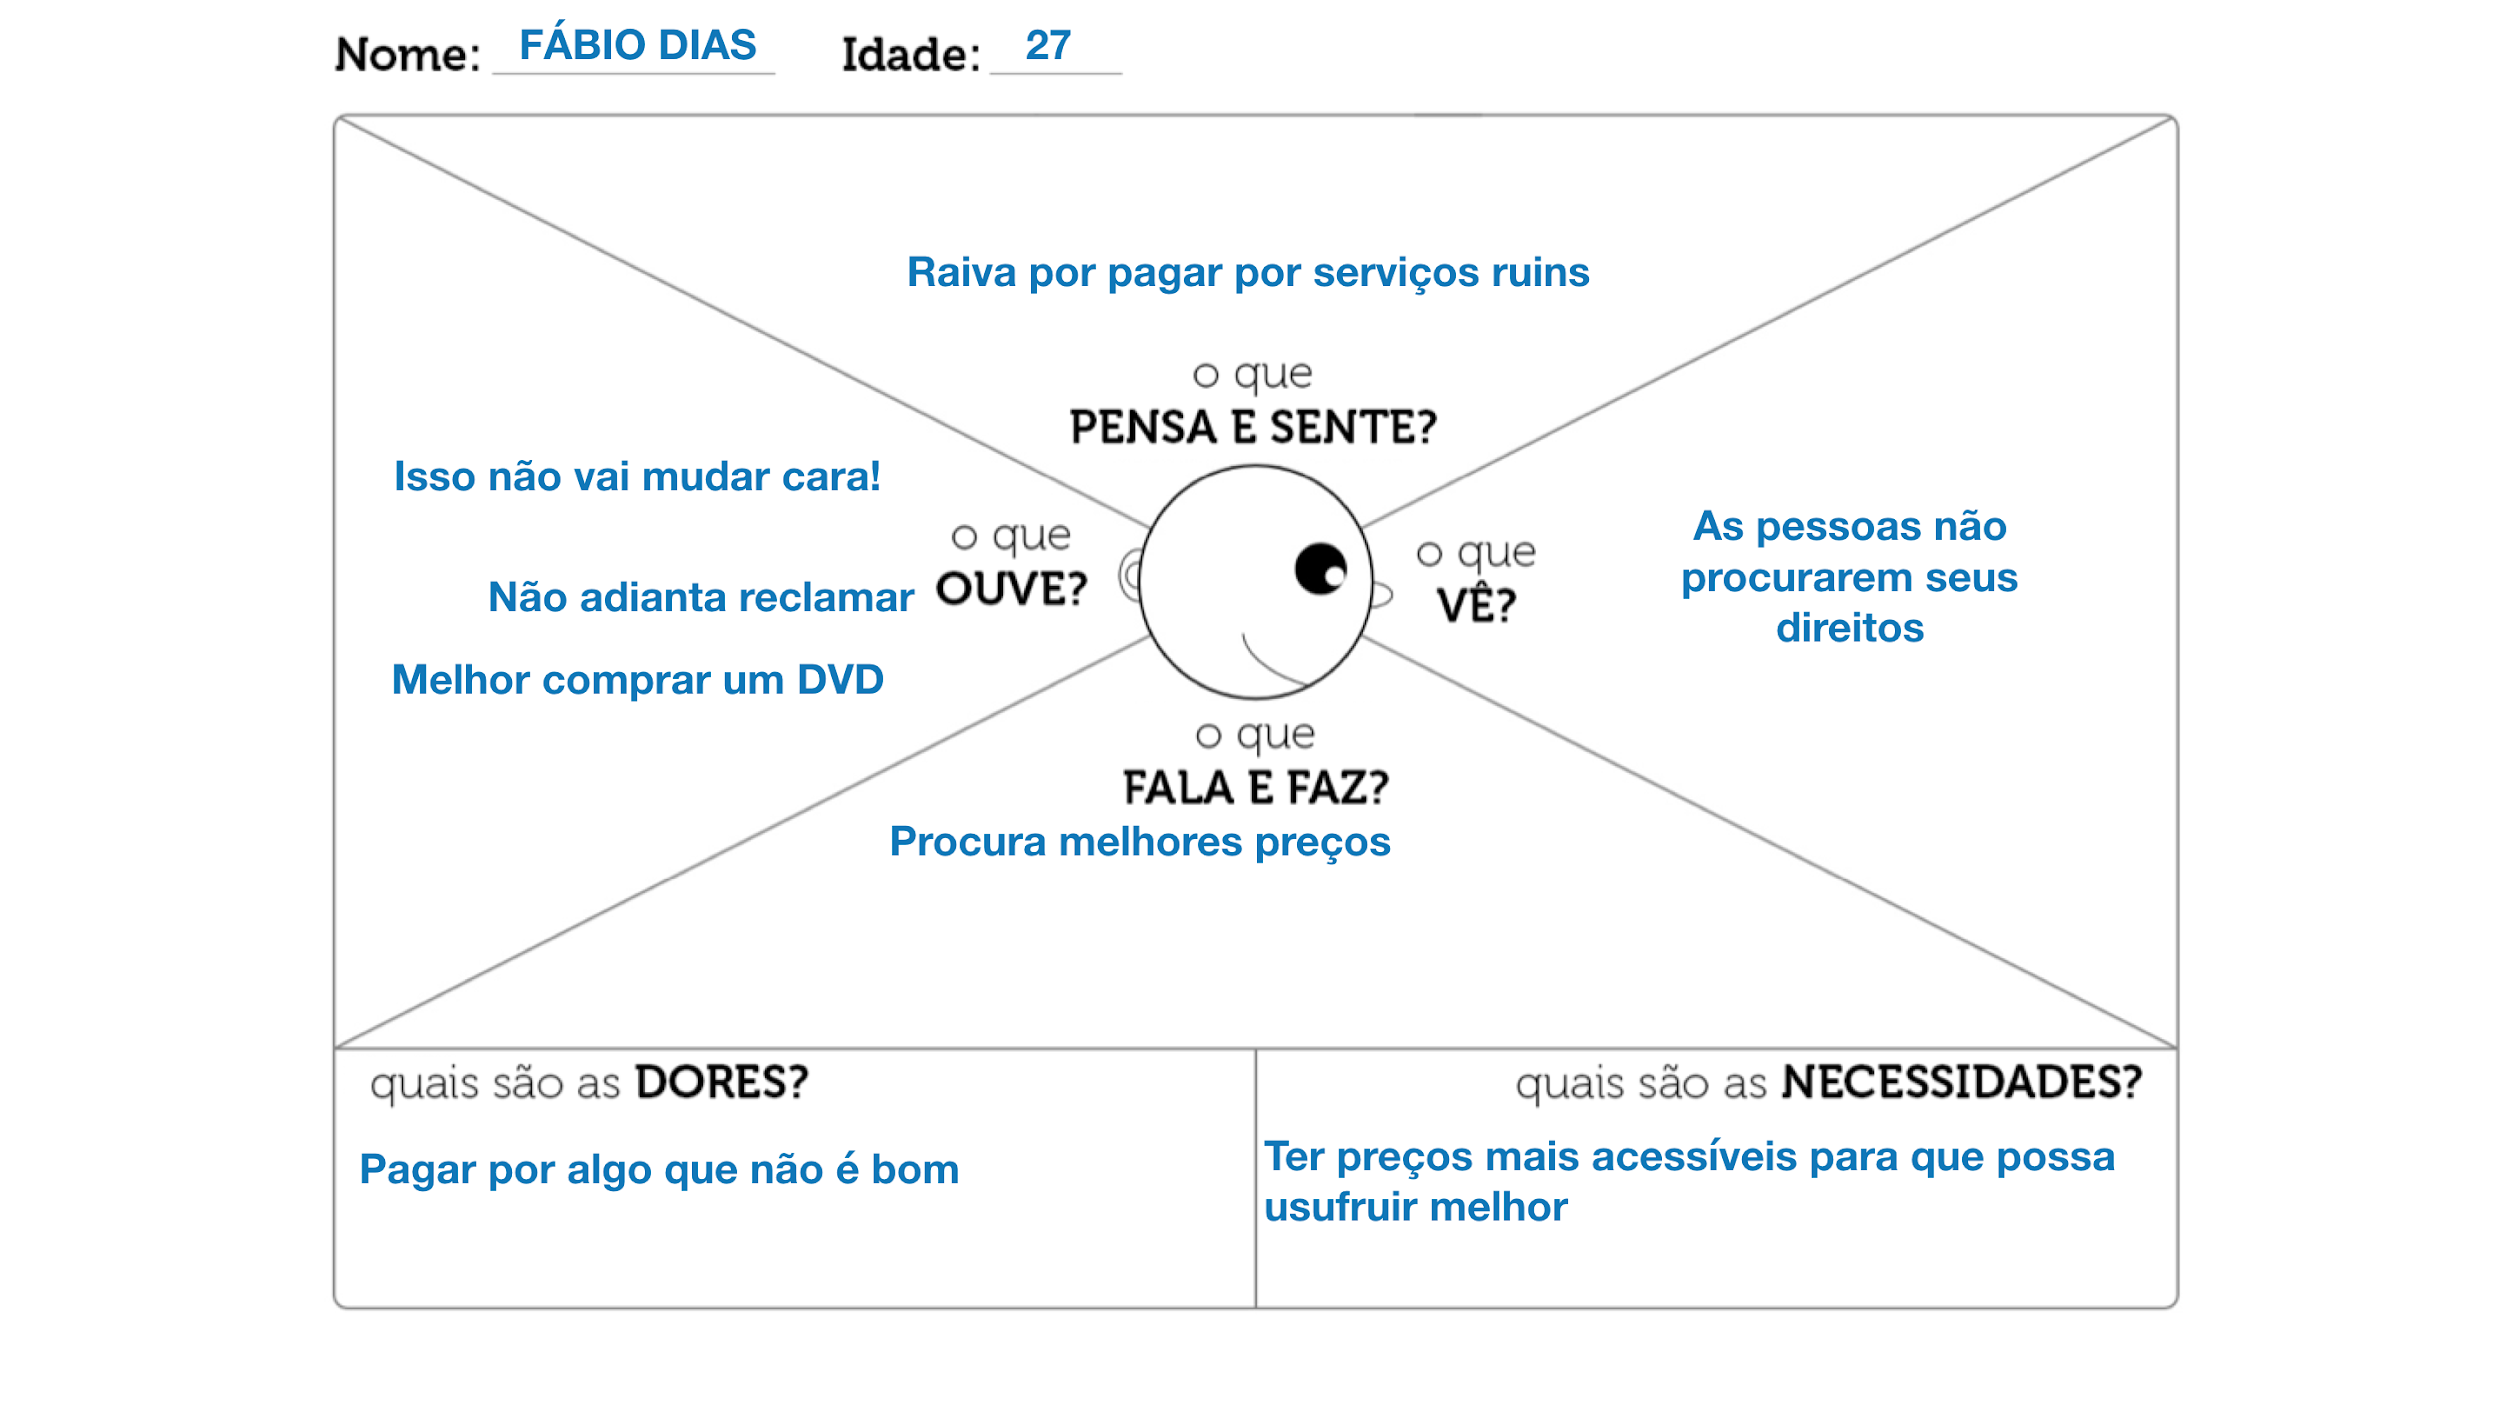 Nome: FÁBIO DIAS Idade: 27
Raiva por pagar por serviços ruins
o que
PENSA E SENTE?
Isso não vai mudar cara!
Não adianta reclamar
Melhor comprar um DVD
o que
OUVE?
o que
VÊ?
As pessoas não
procurarem seus
direitos
o que
FALA E FAZ?
Procura melhores preços
quais são as DORES?
Pagar por algo que não é bom
quais são as NECESSIDADES?
Ter preços mais acessíveis para que possa
usufruir melhor